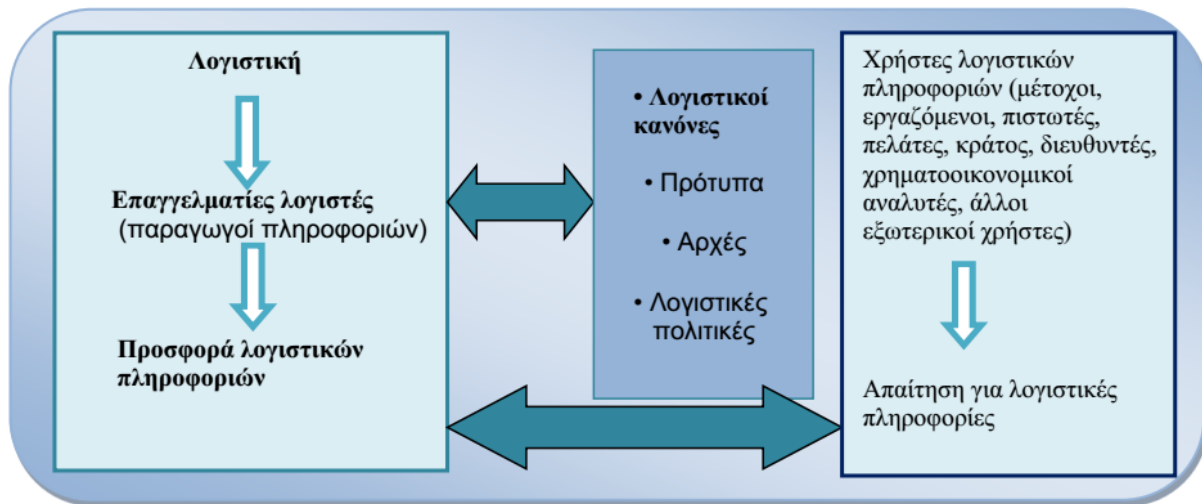 Λογιστική
Επαγγελματίες λογιστές
(παραγωγοί πληροφοριών)
Προσφορά λογιστικών
πληροφοριών
• Λογιστικοί
κανόνες
• Πρότυπα
• Αρχές
• Λογιστικές
πολιτικές
Χρήστες λογιστικών
πληροφοριών (μέτοχοι,
εργαζόμενοι, πιστωτές,
πελάτες, κράτος, διευθυντές,
χρηματοοικονομικοί
αναλυτές, άλλοι
εξωτερικοί χρήστες)
Απαίτηση για λογιστικές
πληροφορίες